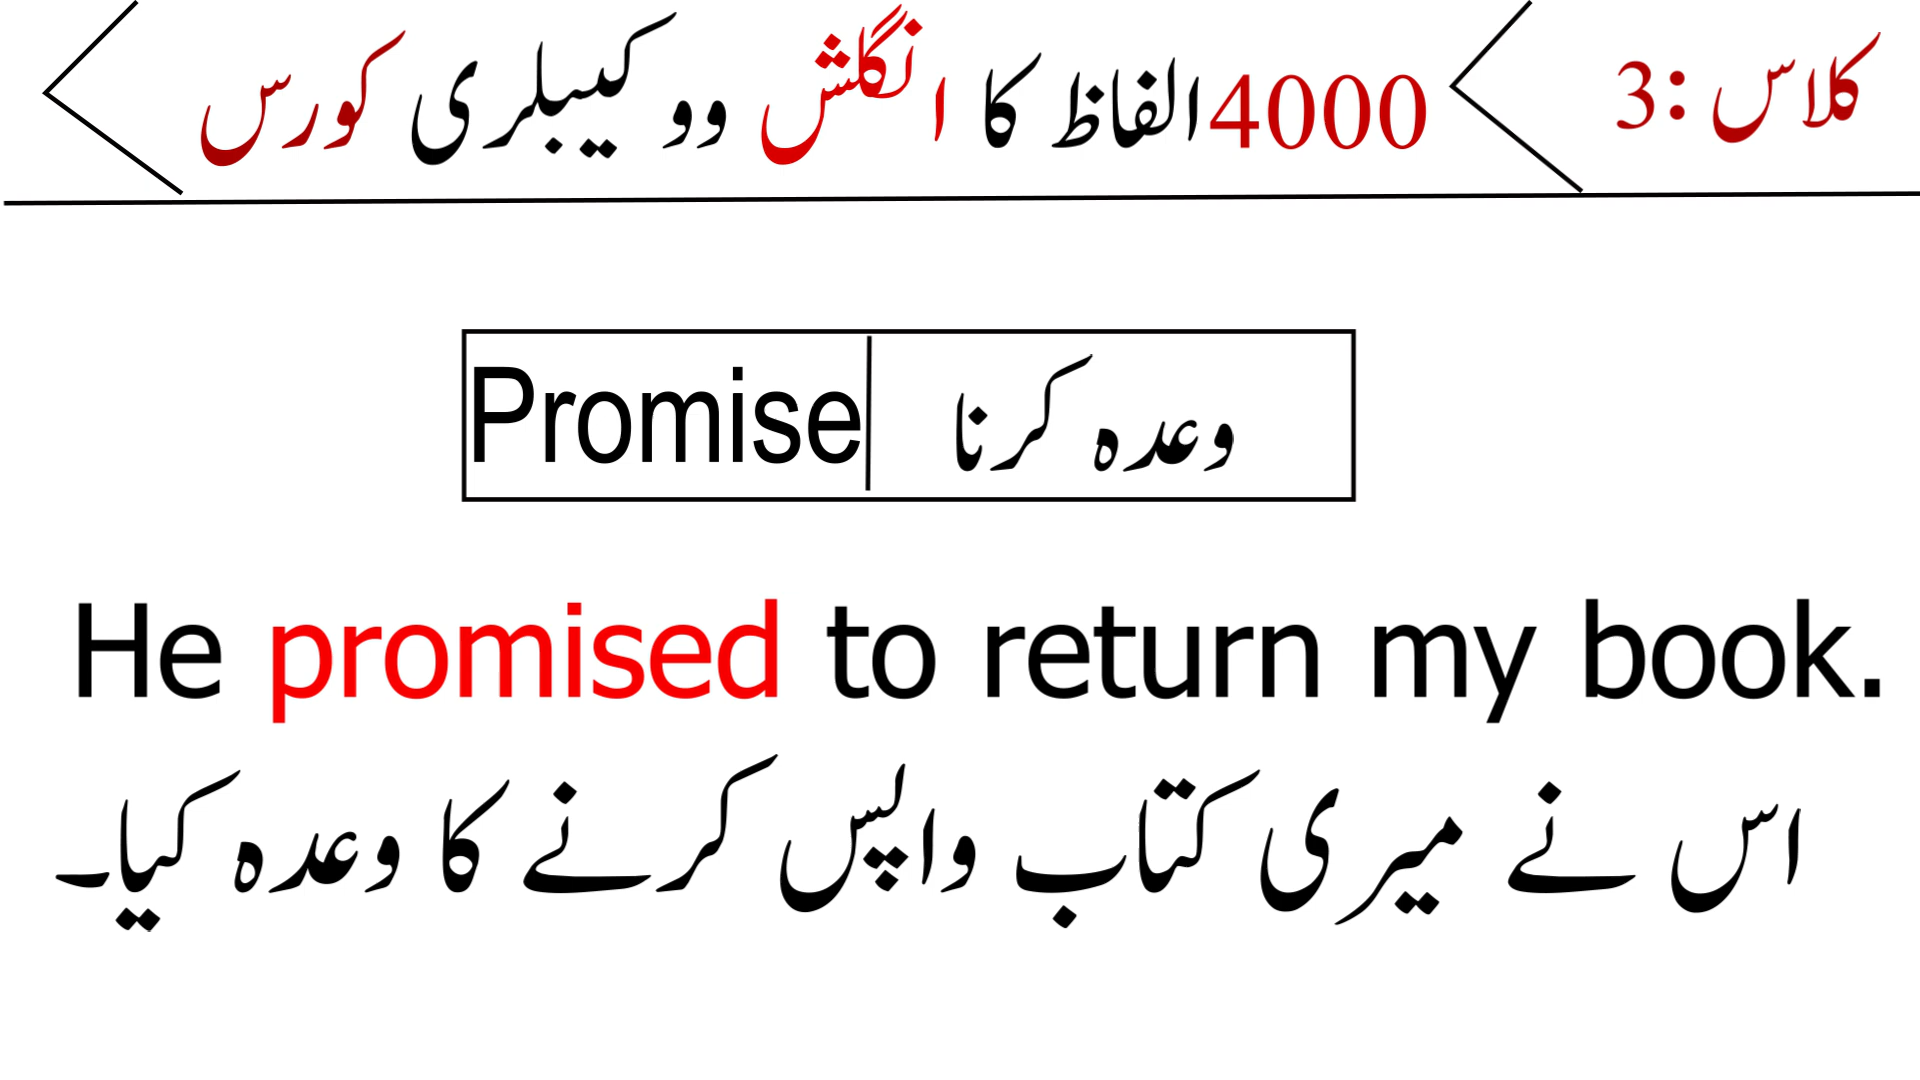 کلاس :3
4000الفاظ کا انگلش ووکیبلری کورس
Promise
وعدہ کرنا
He promised to return my book.
اس نے میری کتاب واپس کرنے کا وعدہ کیا۔